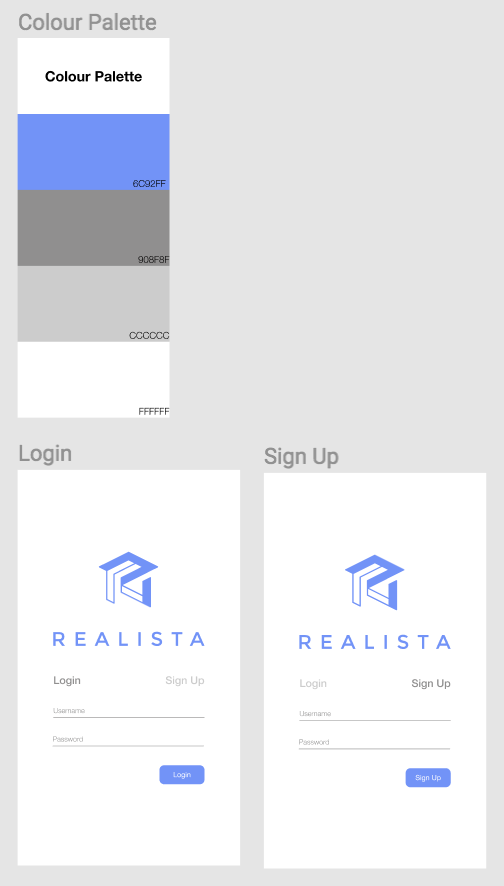 Colour Palette
Colour Palette
6C92FF
908F8F
CCCCCC
FFFFFF
Login
REALISTA
Login Sign Up
Username
Password
Login
Sign Up
REALISTA
Login Sign Up
Username
Password
Sign Up